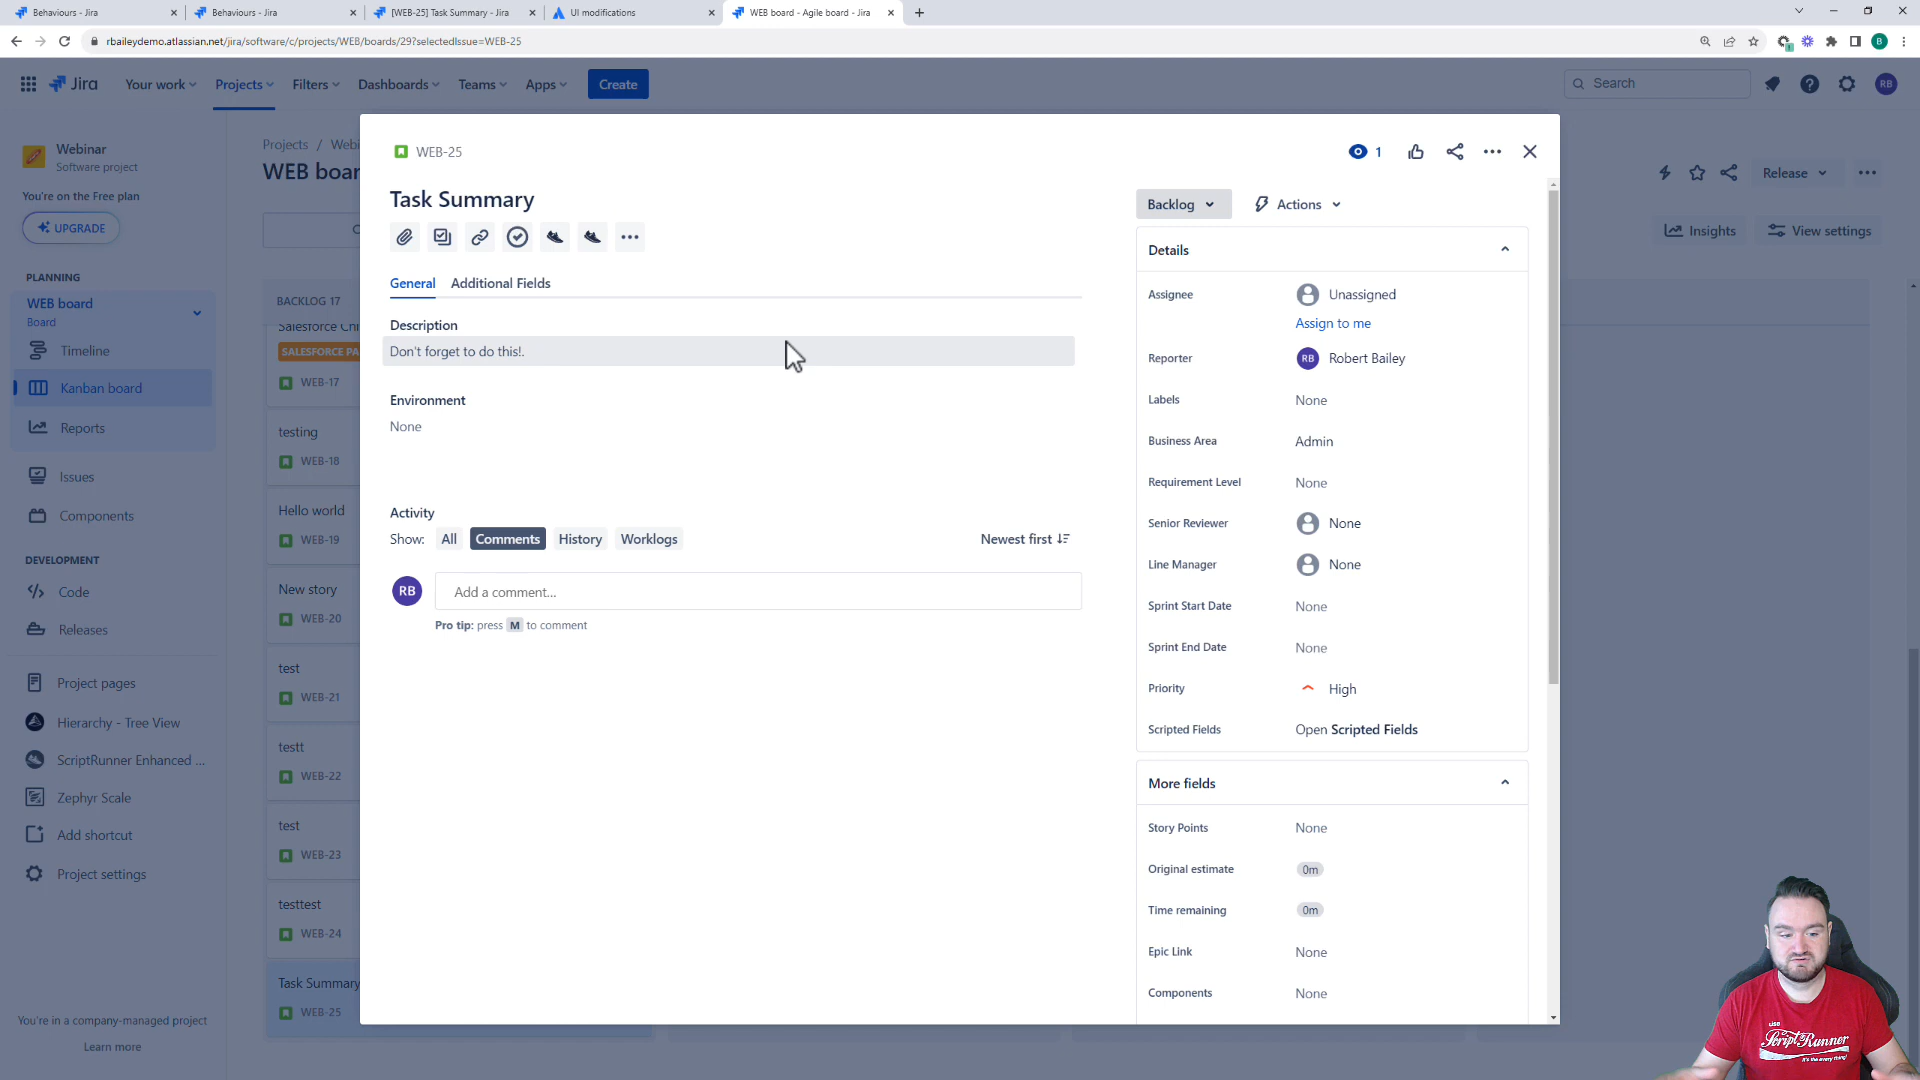 Behaviours - Jira
Behaviours - Jira
[WEB-25] Task Summary - Jira
UI modifications
WEB board - Agile board - Jira
rbaileydemo.atlassian.net/jira/software/c/projects/WEB/boards/29?selectedIssue=WEB-25
B
Jira
Your work
Projects
Filters
Dashboards
Teams
Apps
Create
Search
RB
Webinar
Software project
You're on the Free plan
UPGRADE
PLANNING
WEB board
Board
Timeline
Kanban board
Reports
Issues
Components
DEVELOPMENT
Code
Releases
Project pages
Hierarchy - Tree View
ScriptRunner Enhanced ...
Zephyr Scale
Add shortcut
Project settings
You're in a company-managed project
Learn more
Projects / Webi
WEB boar
Release
Insights
View settings
BACKLOG 17
Salesforce Chi
SALESFORCE PA
WEB-17
testing
WEB-18
Hello world
WEB-19
New story
WEB-20
test
WEB-21
testt
WEB-22
test
WEB-23
testtest
WEB-24
Task Summary
WEB-25
WEB-25
1
Task Summary
General
Additional Fields
Description
Don't forget to do this!.
Environment
None
Activity
Show:
All
Comments
History
Worklogs
Newest first
RB
Add a comment...
Pro tip: press M to comment
Backlog
Actions
Details
Assignee
Unassigned
Assign to me
Reporter
RB
Robert Bailey
Labels
None
Business Area
Admin
Requirement Level
None
Senior Reviewer
None
Line Manager
None
Sprint Start Date
None
Sprint End Date
None
Priority
High
Scripted Fields
Open Scripted Fields
More fields
Story Points
None
Original estimate
0m
Time remaining
0m
Epic Link
None
Components
None
USE
ScriptRunner
It's the every thing!